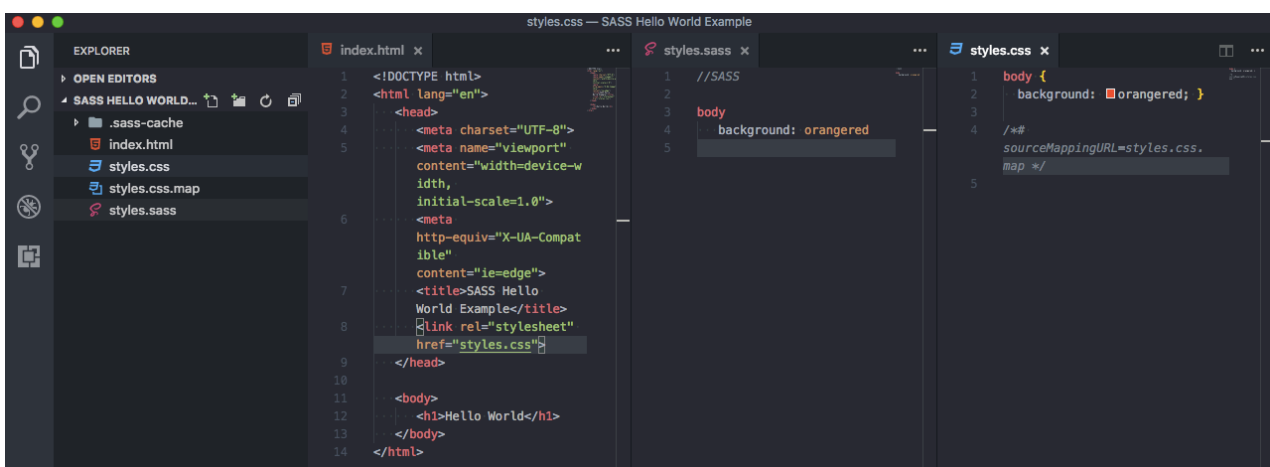 styles.css — SASS Hello World Example
EXPLORER
OPEN EDITORS
SASS HELLO WORLD...
.sass-cache
index.html
styles.css
styles.css.map
styles.sass
index.html ×
1 <!DOCTYPE html>
2 <html lang="en">
3 <head>
4 <meta charset="UTF-8">
5 <meta name="viewport"
content="width=device-w
idth,
initial-scale=1.0">
6 <meta
http-equiv="X-UA-Compat
ible"
content="ie=edge">
7 <title>SASS Hello
World Example</title>
8 <link rel="stylesheet"
href="styles.css">
9 </head>
10
11 <body>
12 <h1>Hello World</h1>
13 </body>
14 </html>
styles.sass ×
1 //SASS
2
3 body
4 background: orangered
5
styles.css ×
1 body {
2 background: orangered; }
3
4 /*#
sourceMappingURL=styles.css.
map */
5